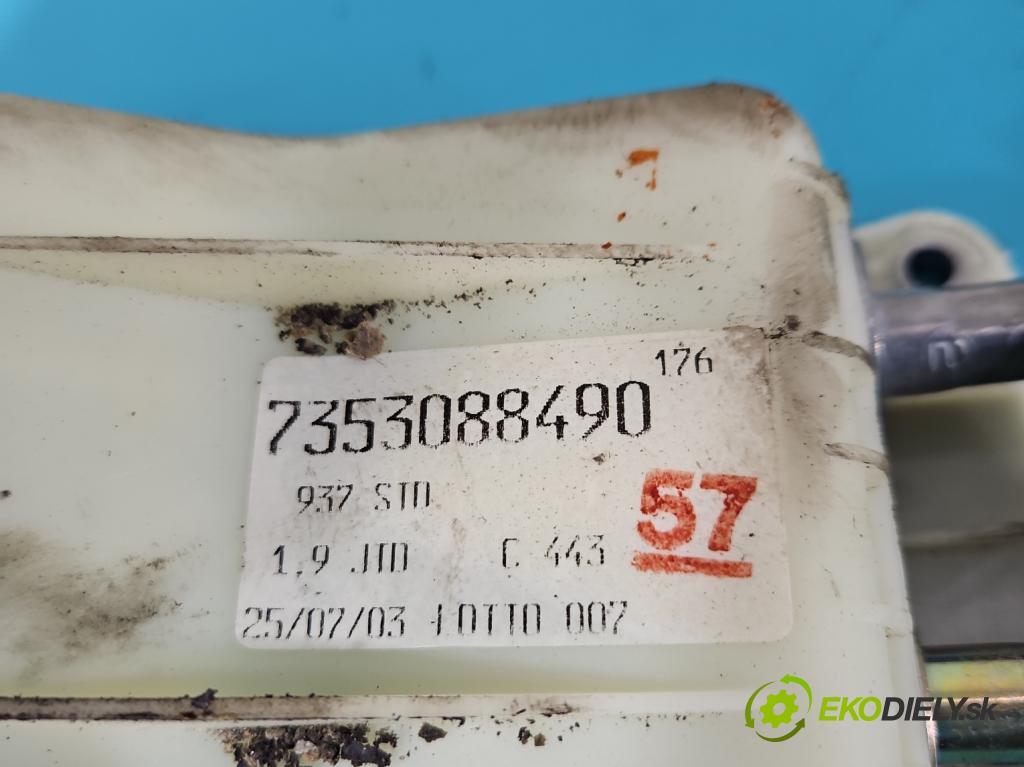 176
7353088490
937 STD
57
1,9 JTD C 443
25/07/03 LOTTO 007
EKODIELY.sk